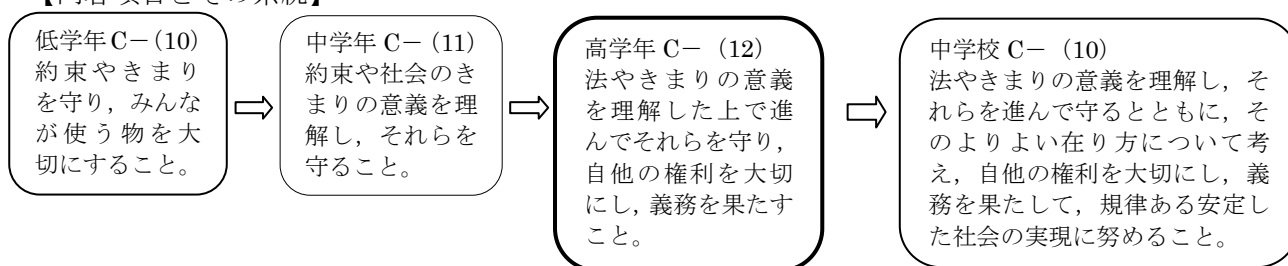 【内容項目とその系統】
低学年 C－(10)
約束やきまり
を守り，みんな
が使う物を大
切にすること。
中学年 C－(11)
約束や社会のき
まりの意義を理
解し，それらを
守ること。
高学年 C－ (12)
法やきまりの意義
を理解した上で進
んでそれらを守り，
自他の権利を大切
にし，義務を果たす
こと。
中学校 C－ (10)
法やきまりの意義を理解し，そ
れらを進んで守るとともに，そ
のよりよい在り方について考
え，自他の権利を大切にし，義
務を果たして，規律ある安定し
た社会の実現に努めること。